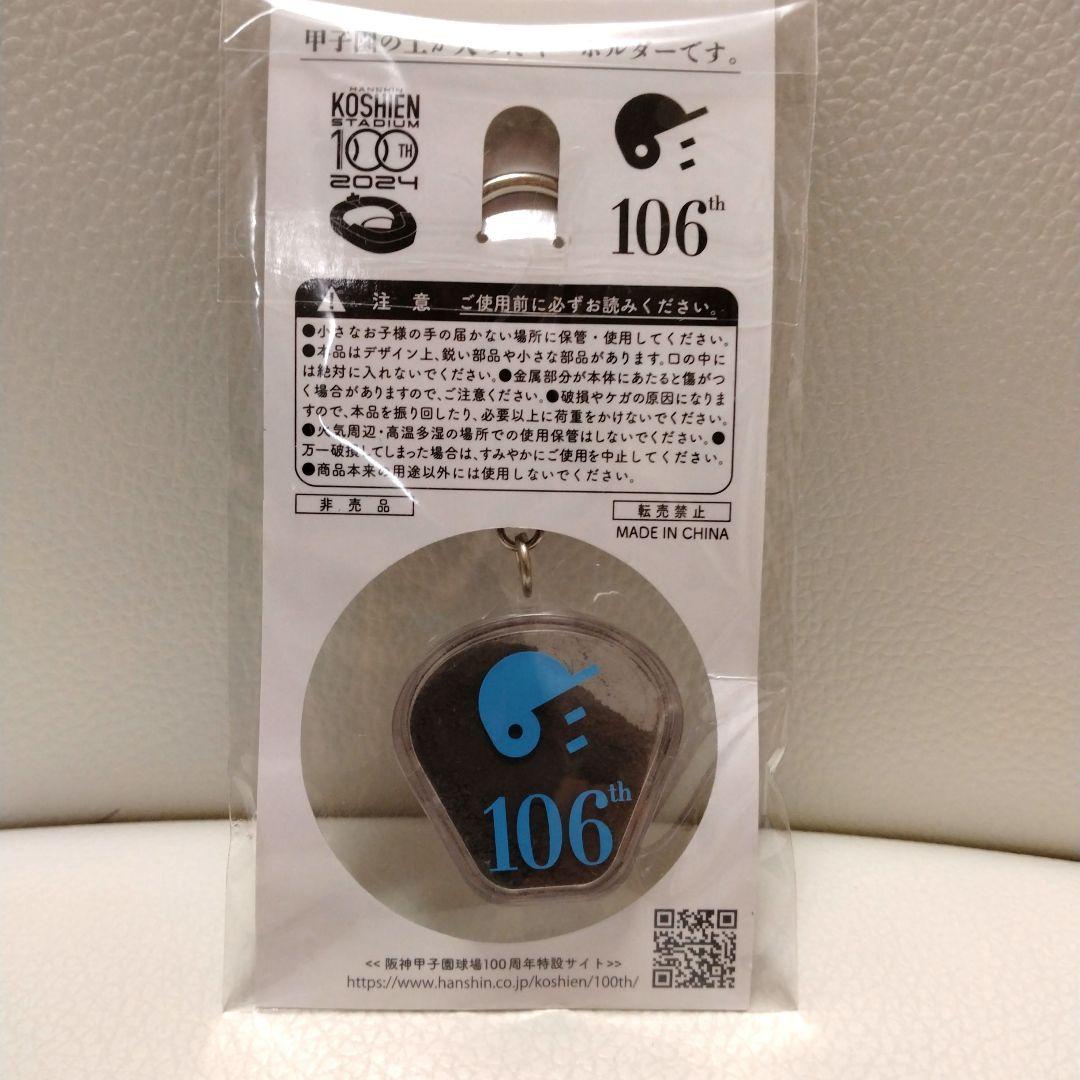 甲子園の土が入ったキーホルダーです。
HANSHIN
KOSHIEN
STADIUM
100TH
2024
106th
注意 ご使用前に必ずお読みください。
●小さなお子様の手の届かない場所に保管・使用してください。
●本品はデザイン上、鋭い部品や小さな部品があります。口の中に
は絶対に入れないでください。●金属部分が本体にあたると傷がつ
く場合がありますので、ご注意ください。●破損やケガの原因になりま
すので、本品を振り回したり、必要以上に荷重をかけないでください。
●火気周辺・高温多湿の場所での使用保管はしないでください。●
万一破損してしまった場合は、すみやかにご使用を中止してください。
●商品本来の用途以外には使用しないでください。
非売品
転売禁止
MADE IN CHINA
106th
<<阪神甲子園球場100周年特設サイト>>
https://www.hanshin.co.jp/koshien/100th/